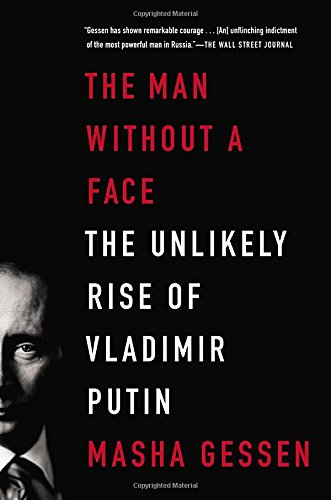 "Gessen has shown remarkable courage . . . [An] unflinching indictment
of the most powerful man in Russia."—THE WALL STREET JOURNAL
THE MAN
WITHOUT A
FACE
THE UNLIKELY
RISE OF
VLADIMIR
PUTIN
MASHA GESSEN